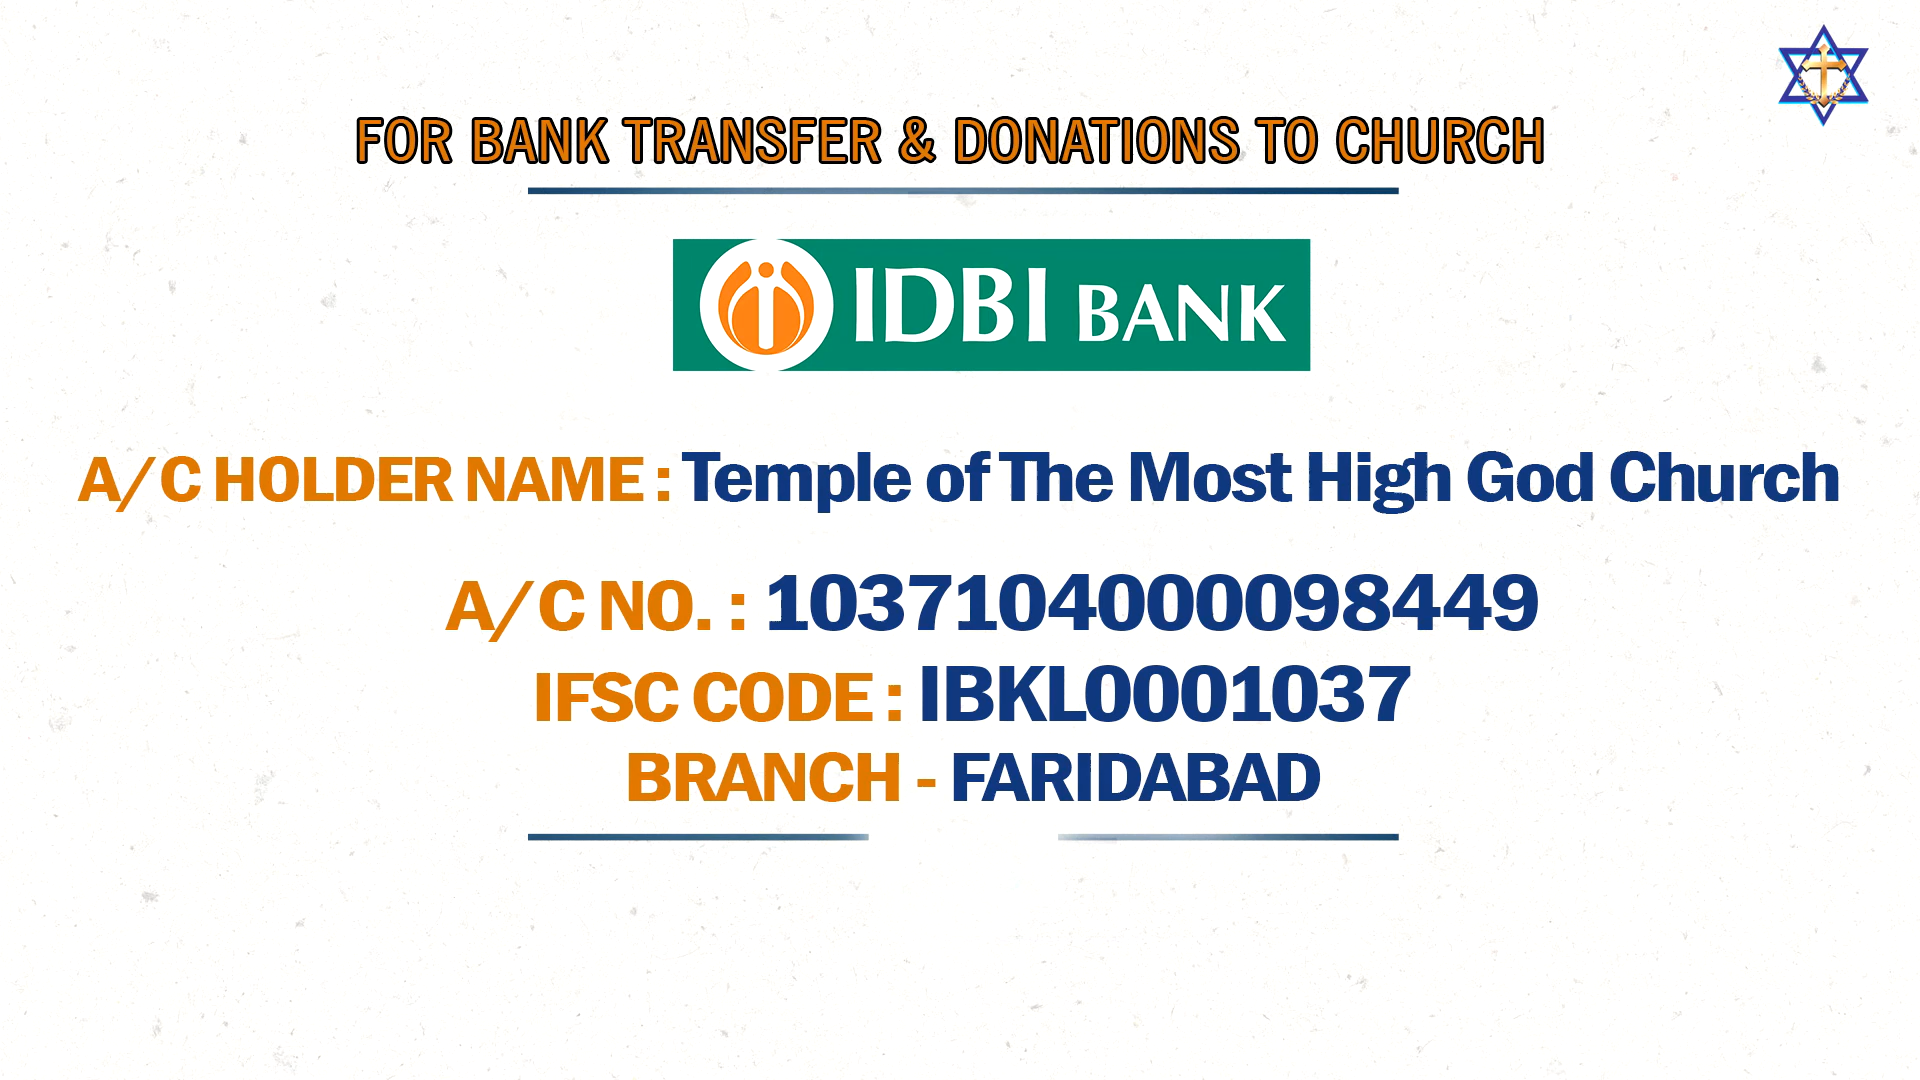 FOR BANK TRANSFER & DONATIONS TO CHURCH
IDBI BANK
A/C HOLDER NAME : Temple of The Most High God Church
A/C NO. : 1037104000098449
IFSC CODE : IBKL0001037
BRANCH - FARIDABAD